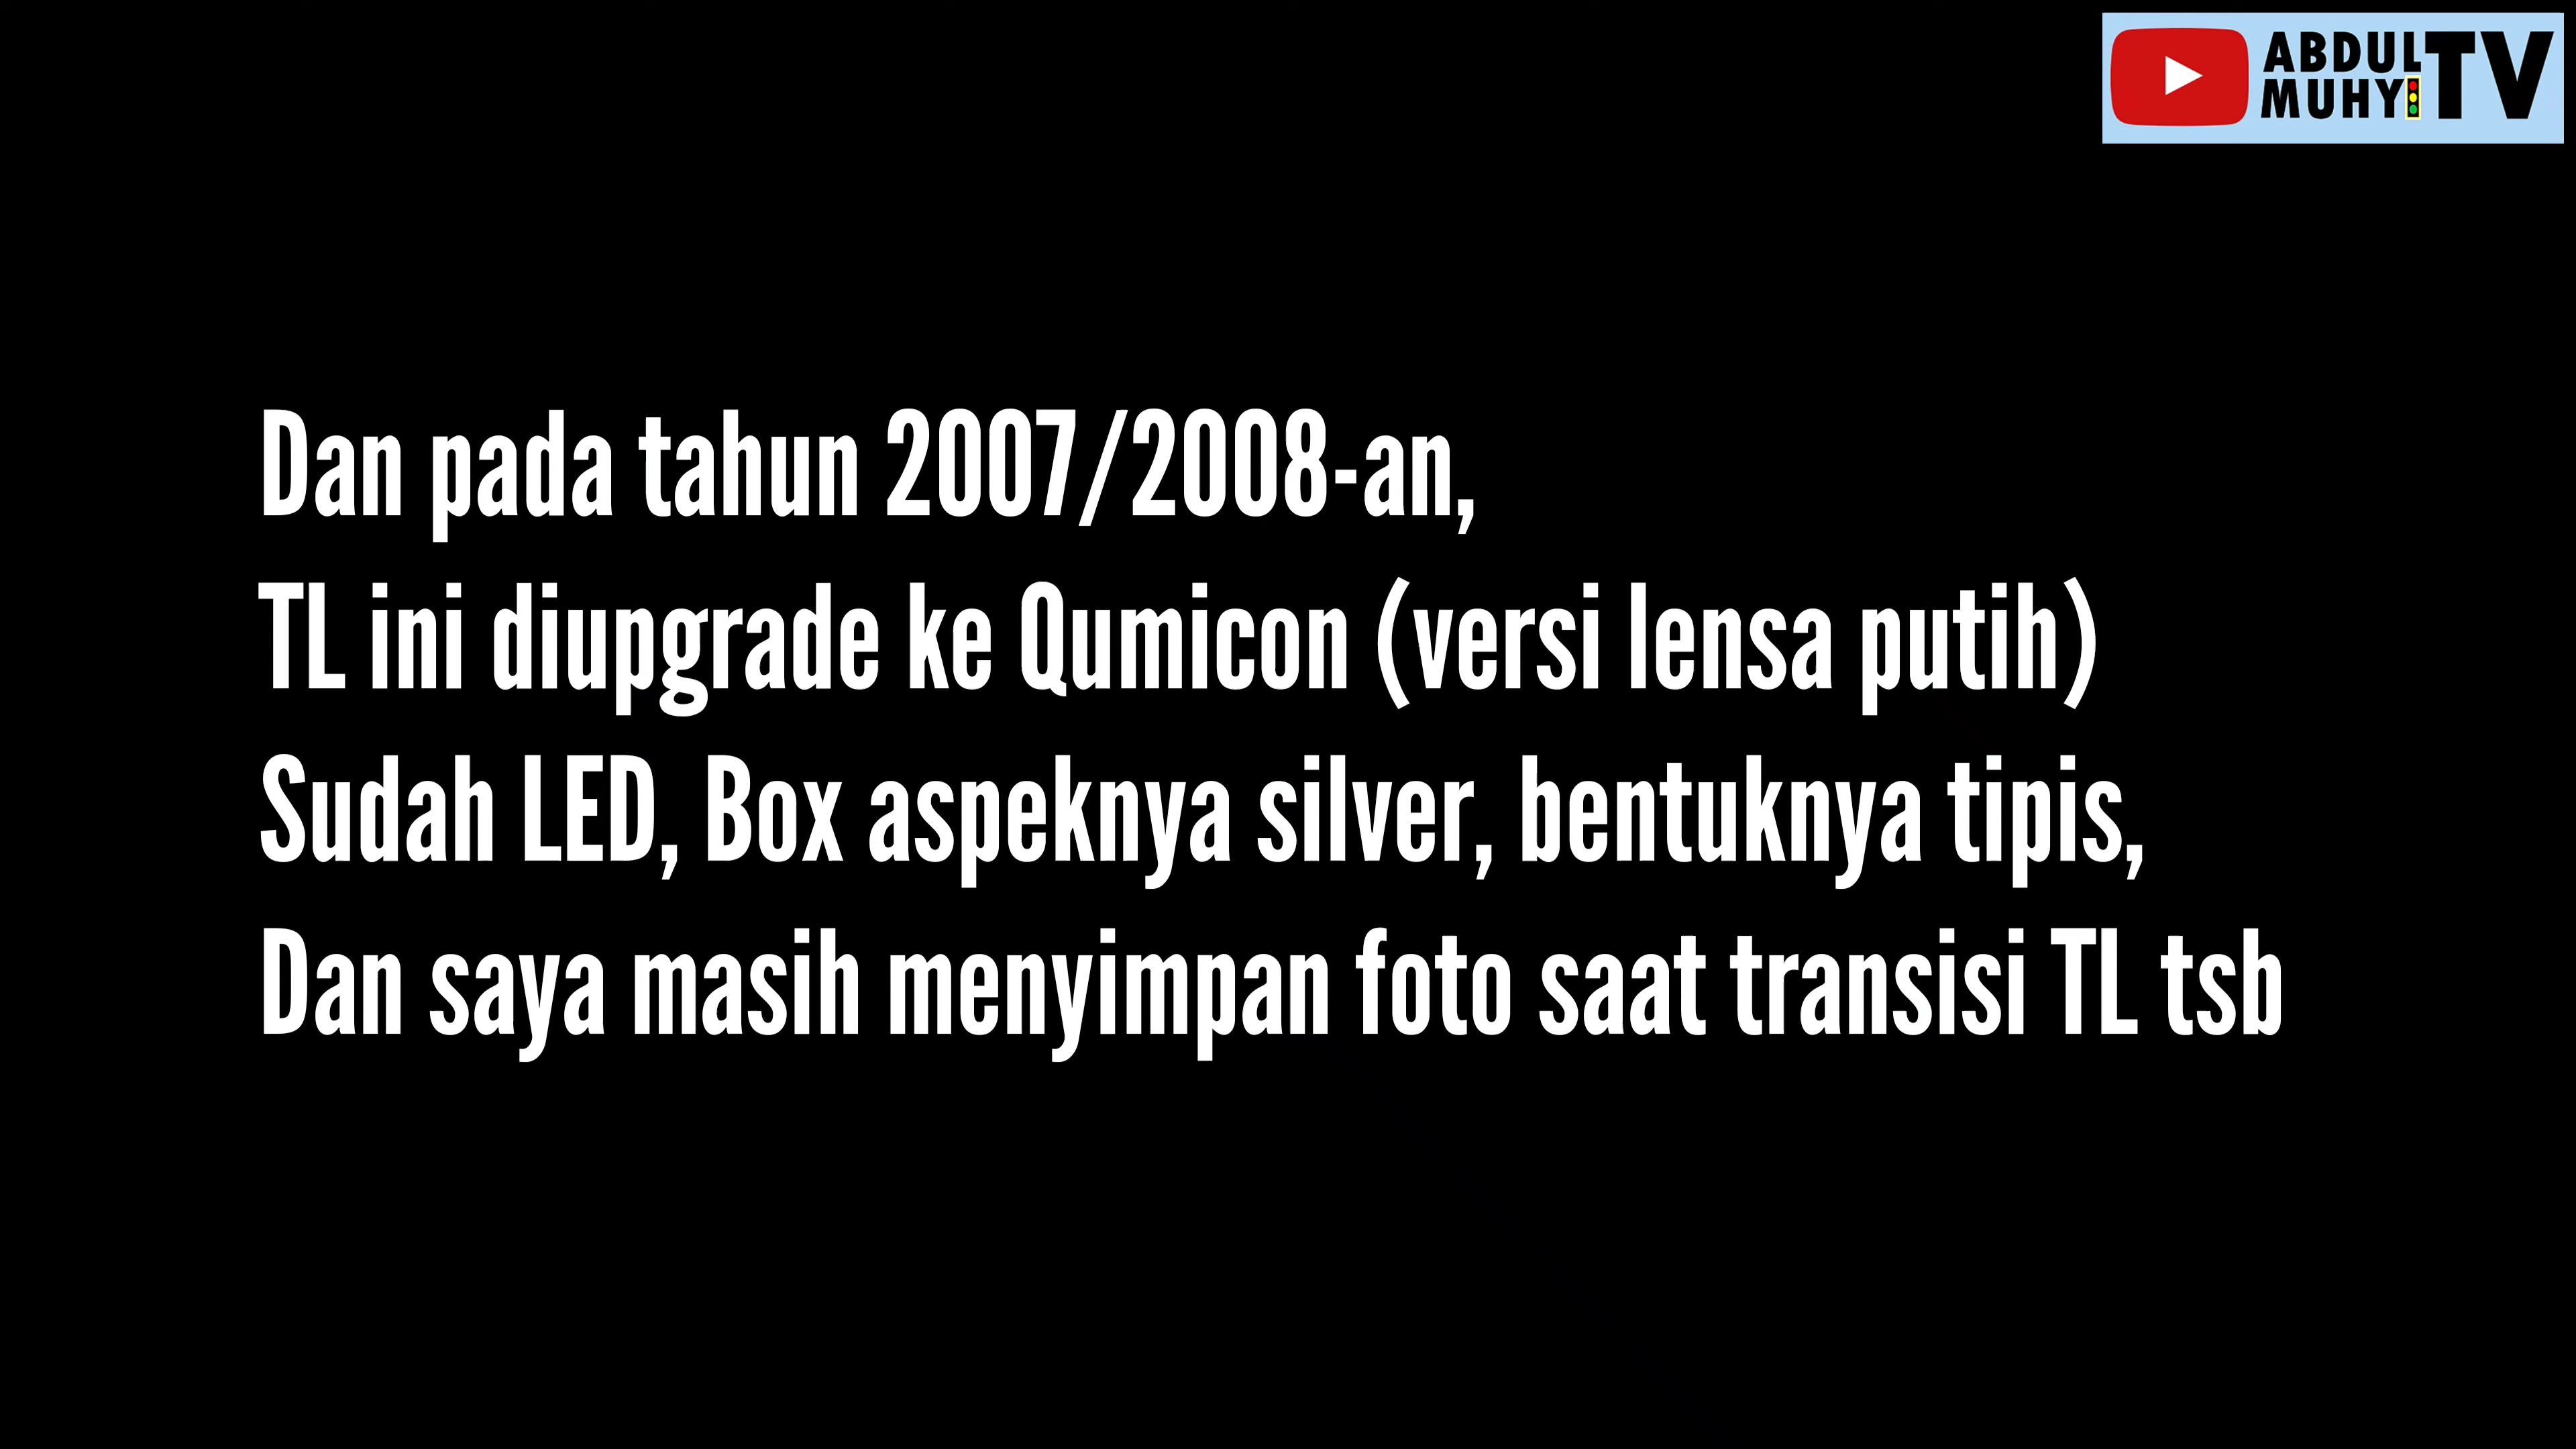 ABDUL
MUHYI TV
Dan pada tahun 2007/2008-an,
TL ini diupgrade ke Qumicon (versi lensa putih)
Sudah LED, Box aspeknya silver, bentuknya tipis,
Dan saya masih menyimpan foto saat transisi TL tsb